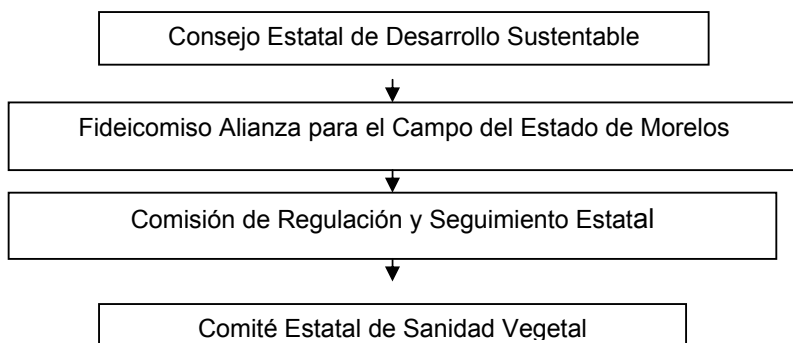 Consejo Estatal de Desarrollo Sustentable
Fideicomiso Alianza para el Campo del Estado de Morelos
Comisión de Regulación y Seguimiento Estatal
Comité Estatal de Sanidad Vegetal